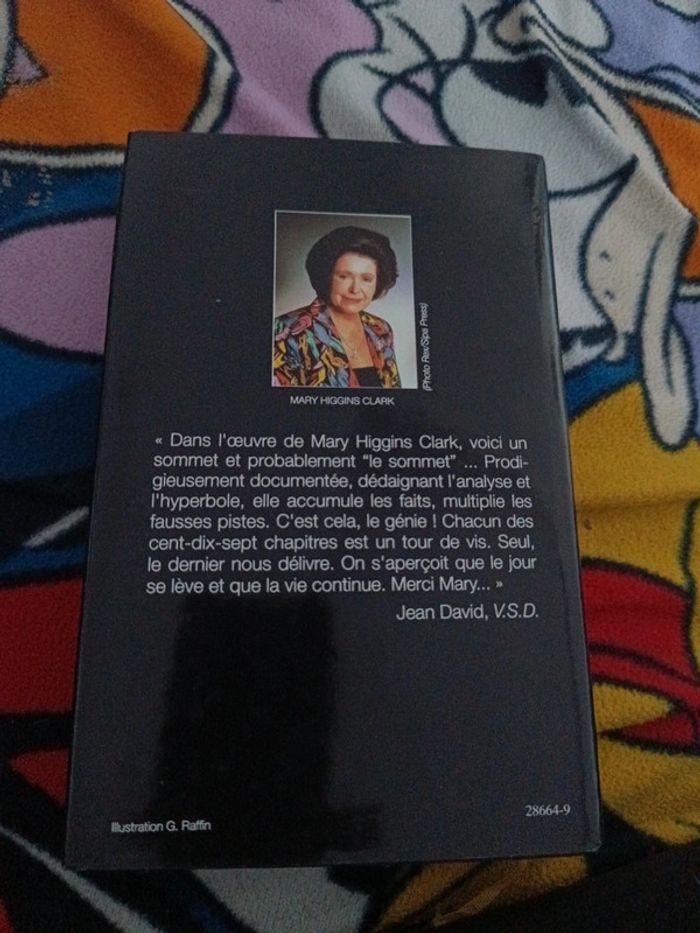 (Photo Rex/Sipa Press)
MARY HIGGINS CLARK
« Dans l'œuvre de Mary Higgins Clark, voici un
sommet et probablement "le sommet" ... Prodi-
gieusement documentée, dédaignant l'analyse et
l'hyperbole, elle accumule les faits, multiplie les
fausses pistes. C'est cela, le génie ! Chacun des
cent-dix-sept chapitres est un tour de vis. Seul,
le dernier nous délivre. On s'aperçoit que le jour
se lève et que la vie continue. Merci Mary... »
Jean David, V.S.D.
28664-9
Illustration G. Raffin